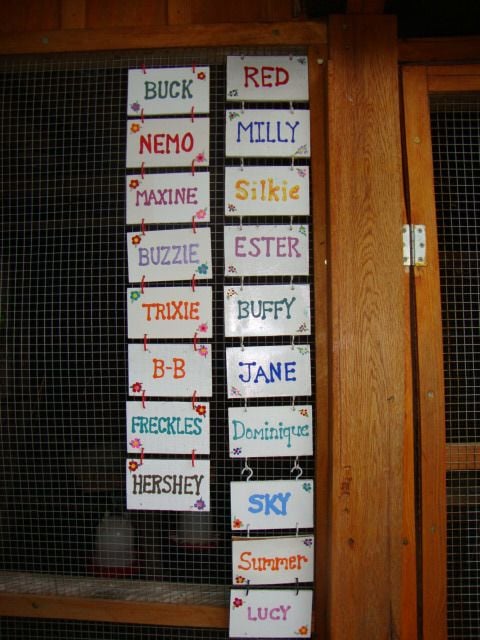 BUCK
NEMO
MAXINE
BUZZIE
TRIXIE
B-B
FRECKLES
HERSHEY
RED
MILLY
Silkie
ESTER
BUFFY
JANE
Dominique
SKY
Summer
LUCY